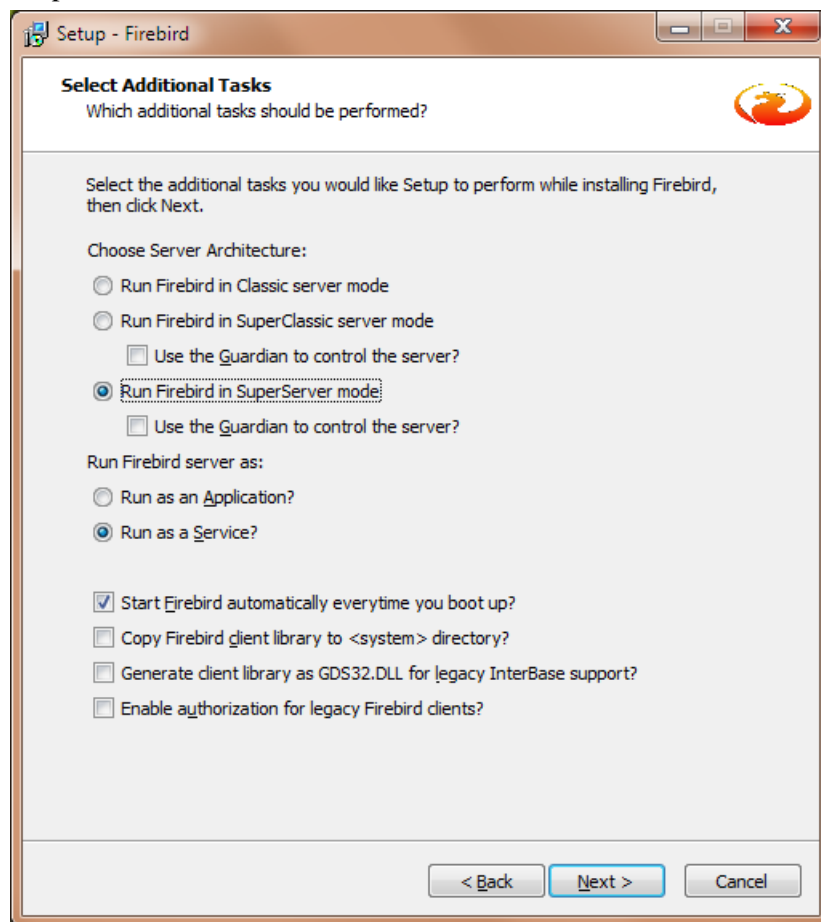 Setup - Firebird
Select Additional Tasks
Which additional tasks should be performed?
Select the additional tasks you would like Setup to perform while installing Firebird,
then click Next.
Choose Server Architecture:
Run Firebird in Classic server mode
Run Firebird in SuperClassic server mode
Use the Guardian to control the server?
Run Firebird in SuperServer mode
Use the Guardian to control the server?
Run Firebird server as:
Run as an Application?
Run as a Service?
Start Firebird automatically everytime you boot up?
Copy Firebird client library to <system> directory?
Generate client library as GDS32.DLL for legacy InterBase support?
Enable authorization for legacy Firebird clients?
< Back Next > Cancel